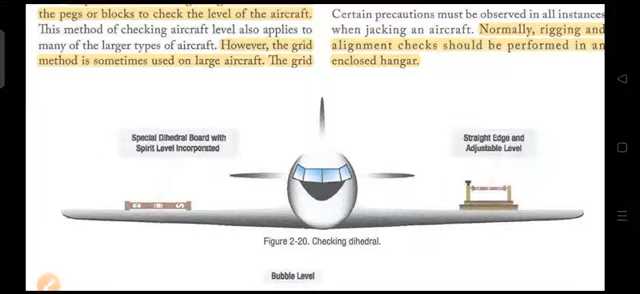 the pegs or blocks to check the level of the aircraft.
This method of checking aircraft level also applies to
many of the larger types of aircraft. However, the grid
method is sometimes used on large aircraft. The grid
Certain precautions must be observed in all instances
when jacking an aircraft. Normally, rigging and
alignment checks should be performed in an
enclosed hangar.
Special Dihedral Board with
Spirit Level Incorporated
Straight Edge and
Adjustable Level
Figure 2-20. Checking dihedral.
Bubble Level